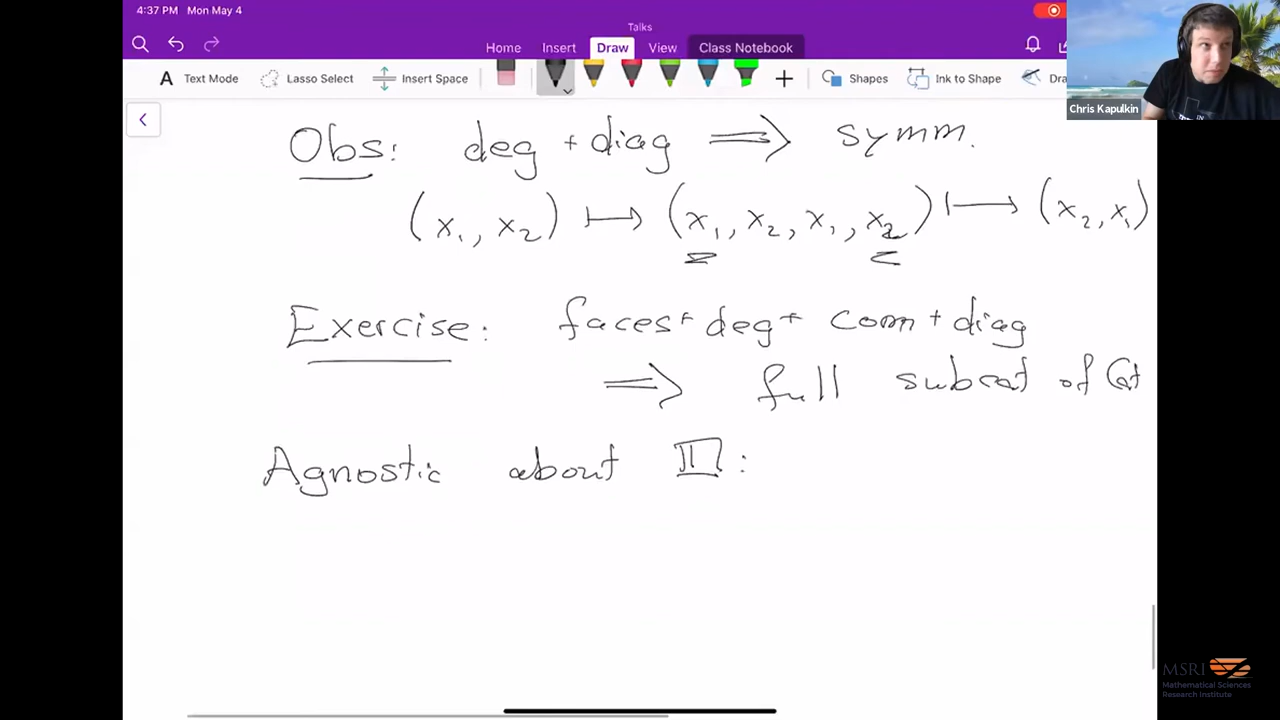 4:37 PM Mon May 4
Talks
Home Insert Draw View Class Notebook
Text Mode Lasso Select Insert Space Shapes Ink to Shape
Chris Kapulkin
Obs: deg + diag ⟹ symm.
(x₁, x₂) ↦ (x₁, x₂, x₁, x₂) ↦ (x₂, x₁)
Exercise: faces + deg + conn + diag
⟹ full subcat of Cat
Agnostic about □:
MSRI
Mathematical Sciences
Research Institute